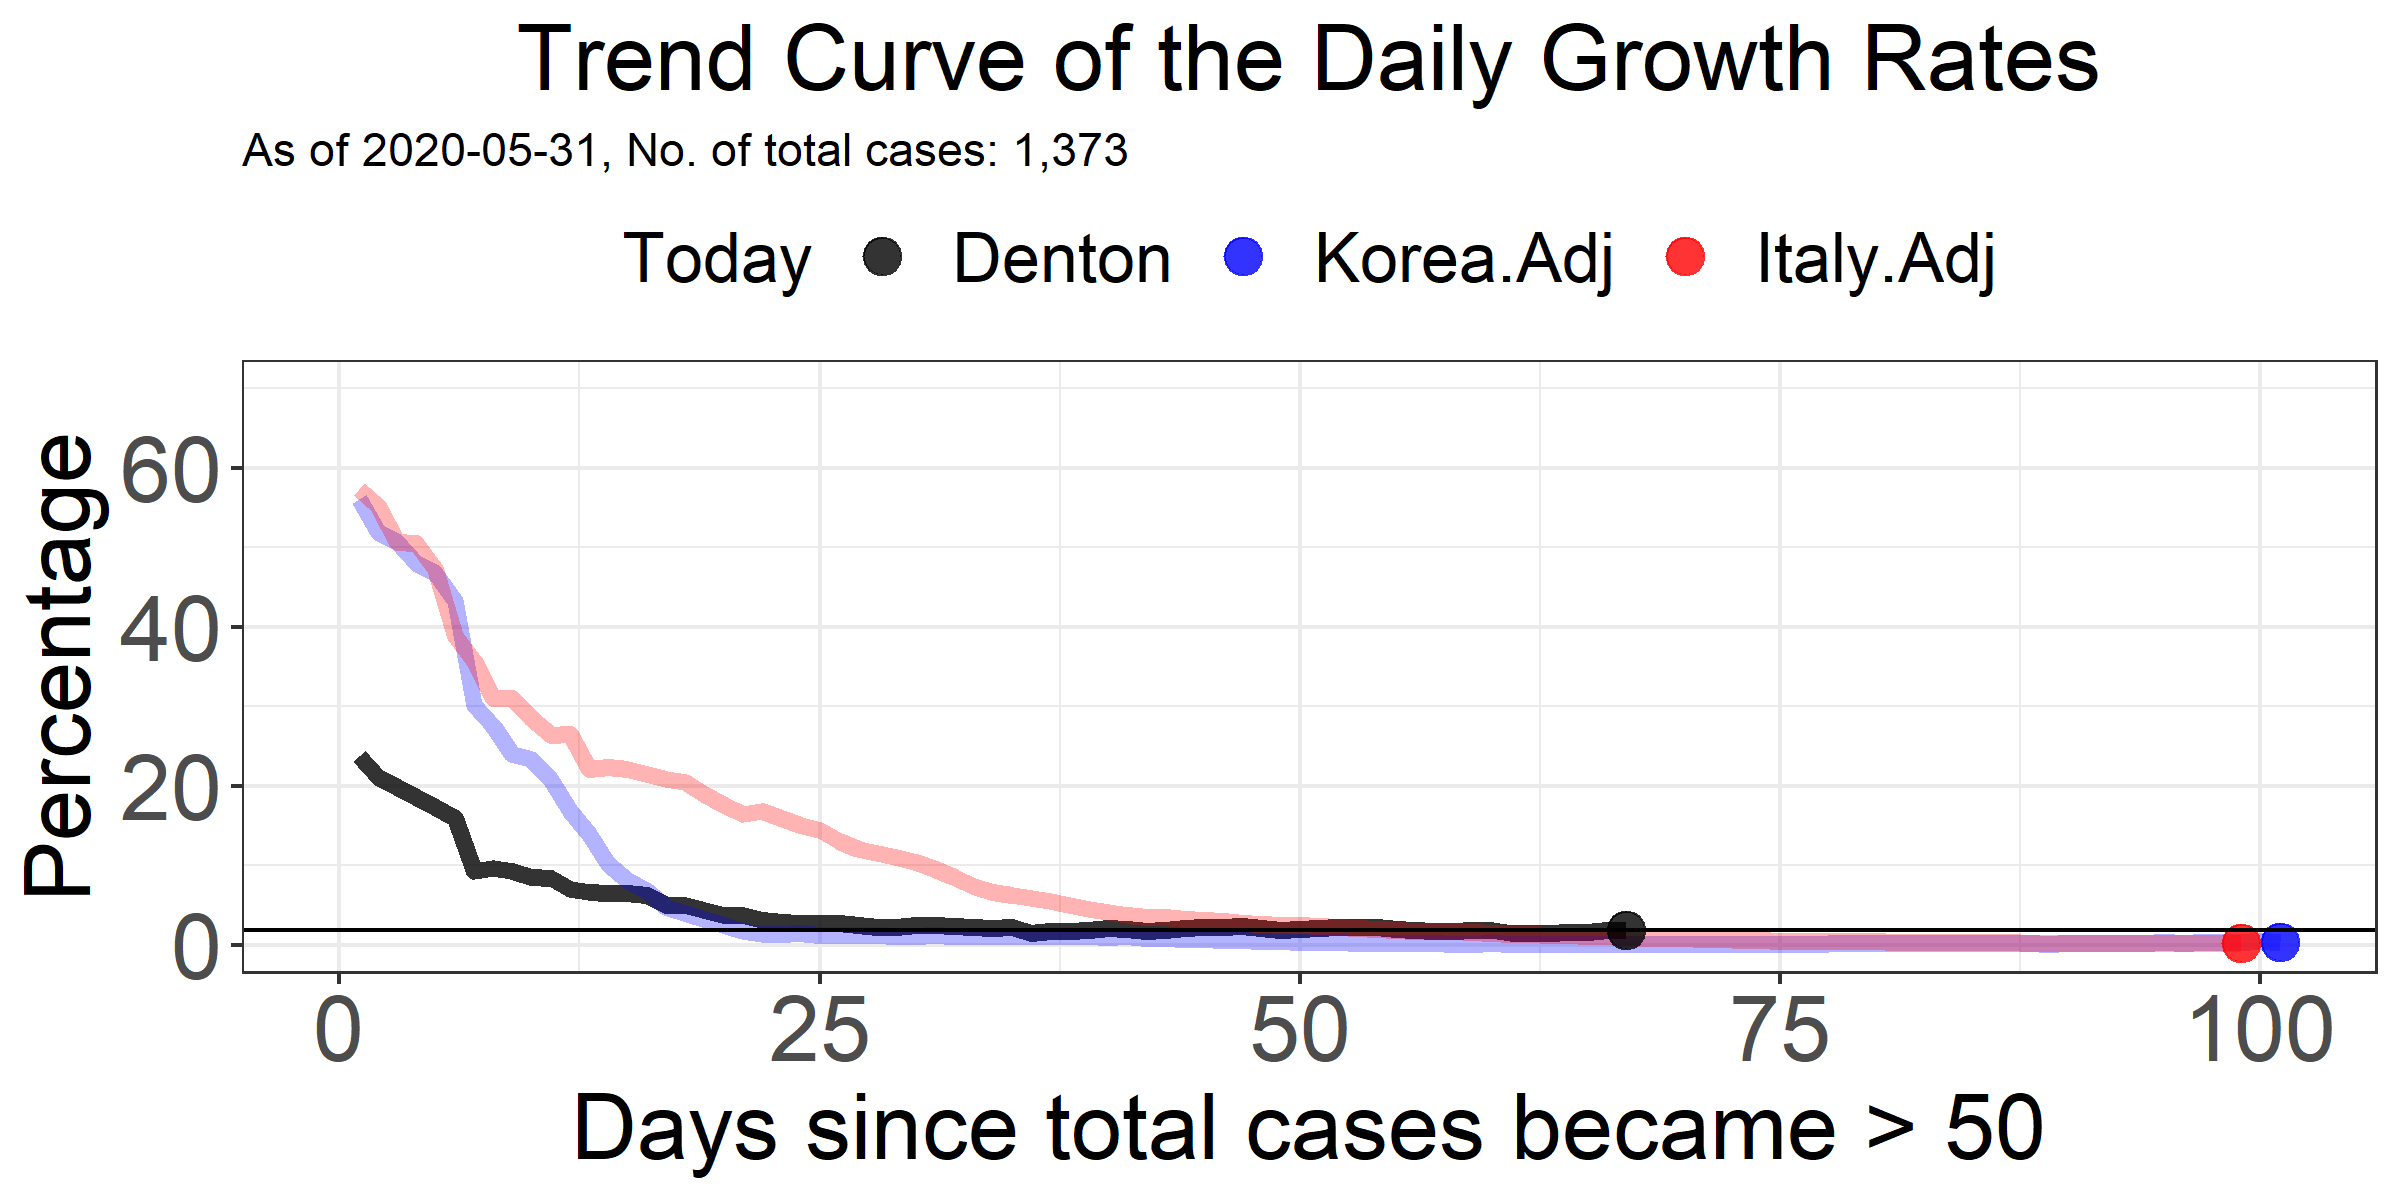 Trend Curve of the Daily Growth Rates
As of 2020-05-31, No. of total cases: 1,373
Today Denton Korea.Adj Italy.Adj
Percentage
60
40
20
0
0 25 50 75 100
Days since total cases became > 50